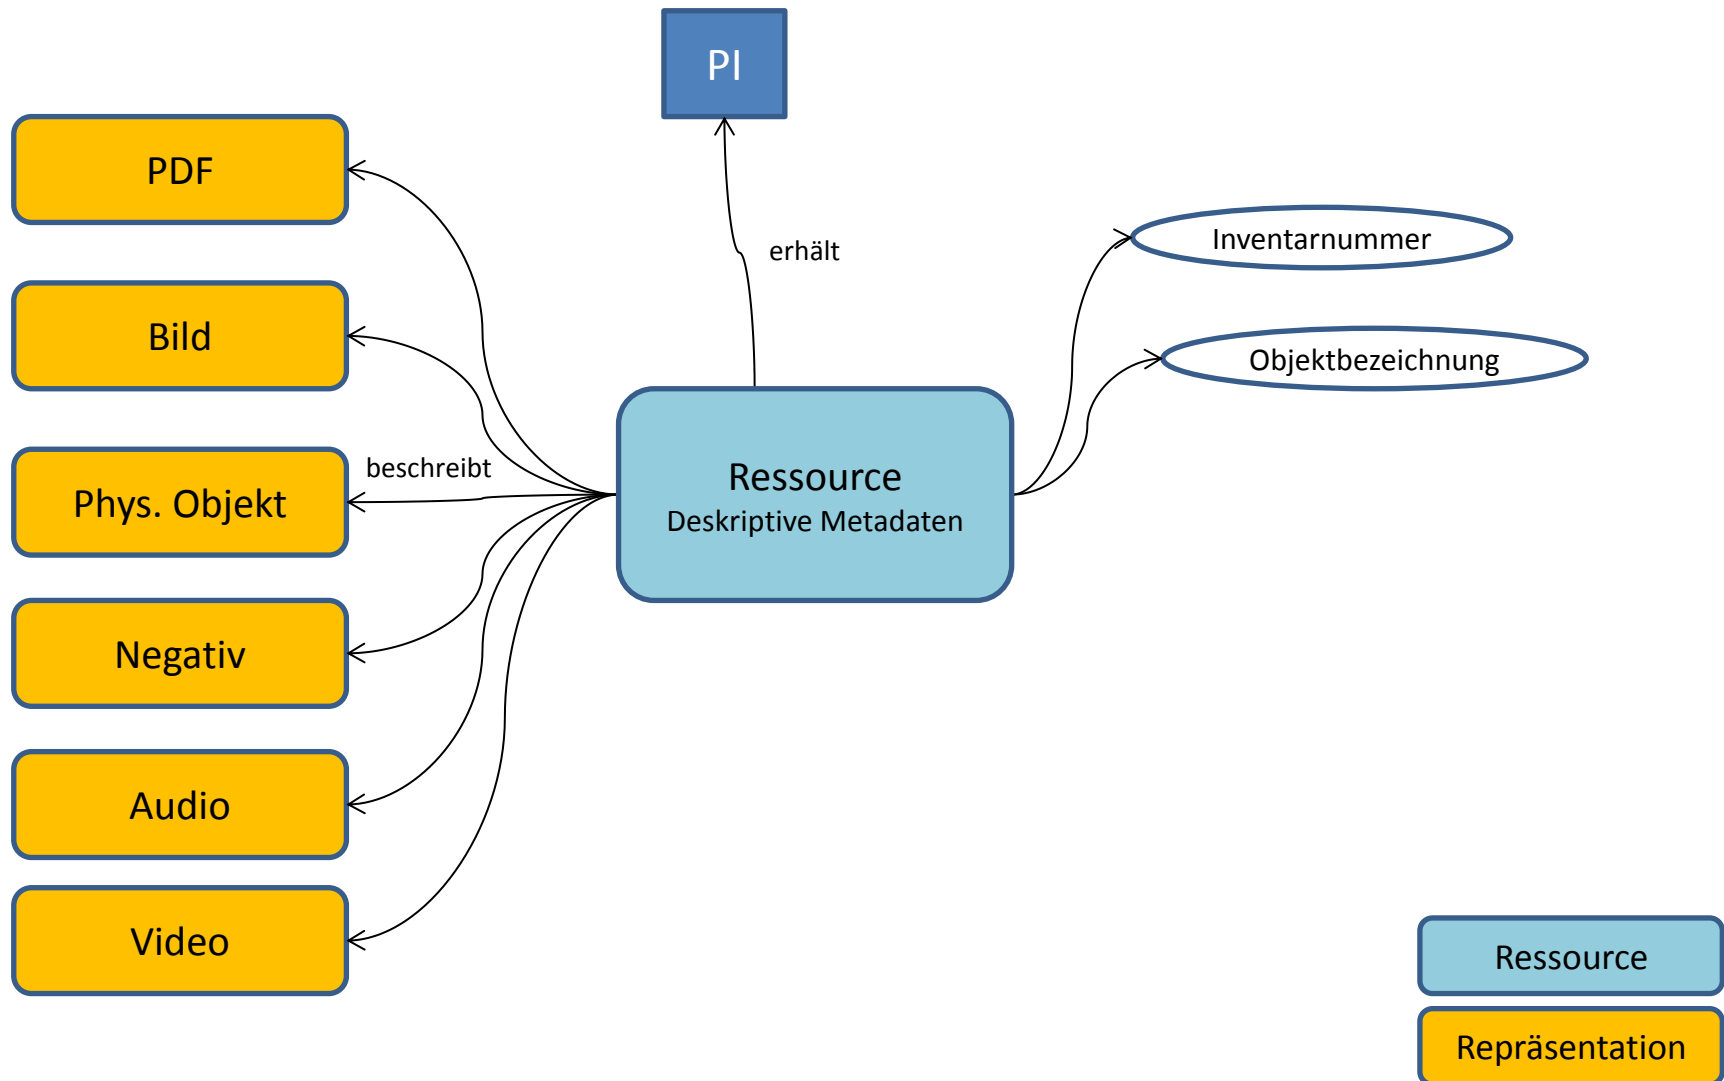 PI
PDF
erhält
Inventarnummer
Bild
Objektbezeichnung
beschreibt
Ressource
Phys. Objekt
Deskriptive Metadaten
Negativ
Audio
Video
Ressource
Repräsentation